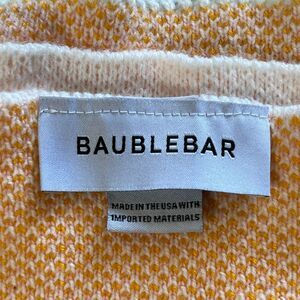 BAUBLEBAR
MADE IN THE USA WITH
IMPORTED MATERIALS